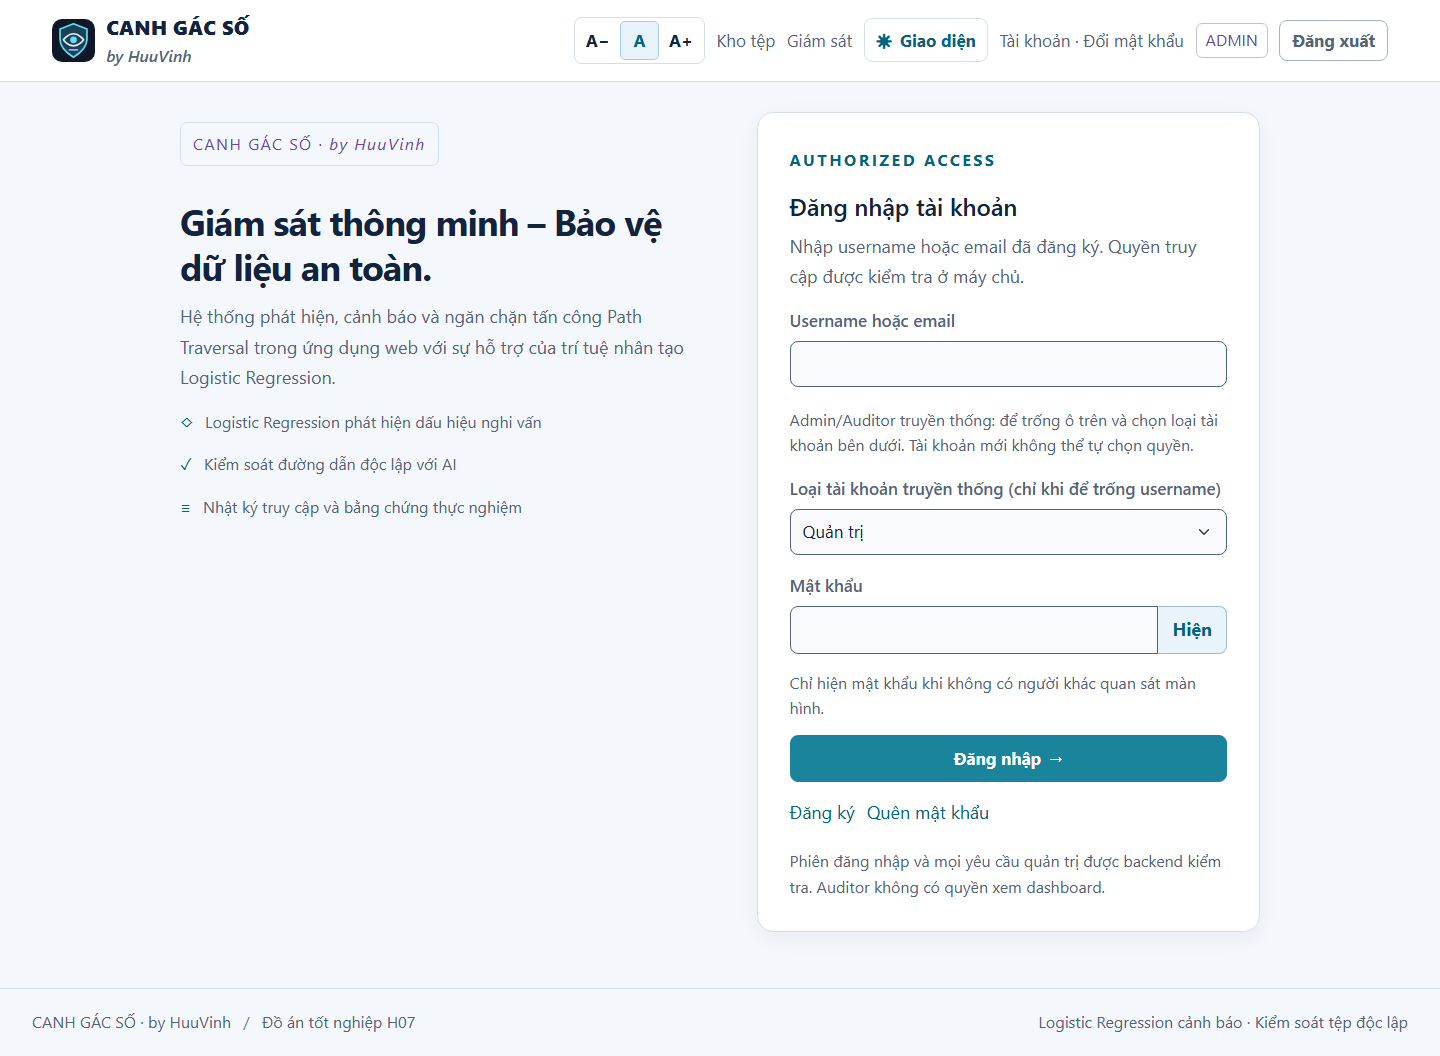 CANH GÁC SỐ
by HuuVinh
A− A A+ Kho tệp Giám sát Giao diện Tài khoản · Đổi mật khẩu ADMIN Đăng xuất
CANH GÁC SỐ · by HuuVinh
Giám sát thông minh – Bảo vệ
dữ liệu an toàn.
Hệ thống phát hiện, cảnh báo và ngăn chặn tấn công Path
Traversal trong ứng dụng web với sự hỗ trợ của trí tuệ nhân tạo
Logistic Regression.
◇ Logistic Regression phát hiện dấu hiệu nghi vấn
✓ Kiểm soát đường dẫn độc lập với AI
≡ Nhật ký truy cập và bằng chứng thực nghiệm
AUTHORIZED ACCESS
Đăng nhập tài khoản
Nhập username hoặc email đã đăng ký. Quyền truy
cập được kiểm tra ở máy chủ.
Username hoặc email
Admin/Auditor truyền thống: để trống ô trên và chọn loại tài
khoản bên dưới. Tài khoản mới không thể tự chọn quyền.
Loại tài khoản truyền thống (chỉ khi để trống username)
Quản trị
Mật khẩu
Hiện
Chỉ hiện mật khẩu khi không có người khác quan sát màn
hình.
Đăng nhập →
Đăng ký Quên mật khẩu
Phiên đăng nhập và mọi yêu cầu quản trị được backend kiểm
tra. Auditor không có quyền xem dashboard.
CANH GÁC SỐ · by HuuVinh / Đồ án tốt nghiệp H07
Logistic Regression cảnh báo · Kiểm soát tệp độc lập